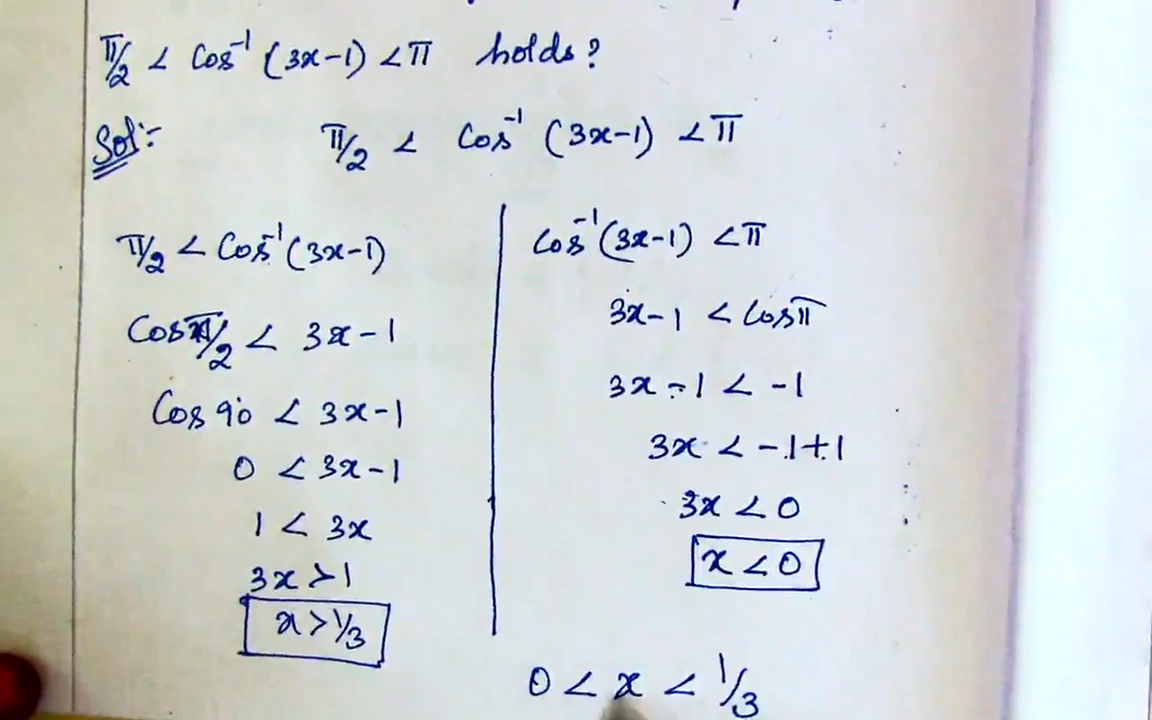 π/2 < Cos⁻¹ (3x-1) < π holds?
Sol:- π/2 < Cos⁻¹ (3x-1) < π
π/2 < Cos⁻¹(3x-1)
Cos π/2 < 3x-1
Cos 90° < 3x-1
0 < 3x-1
1 < 3x
3x > 1
x > 1/3
Cos⁻¹(3x-1) < π
3x-1 < Cosπ
3x-1 < -1
3x < -1+1
3x < 0
x < 0
0 < x < 1/3